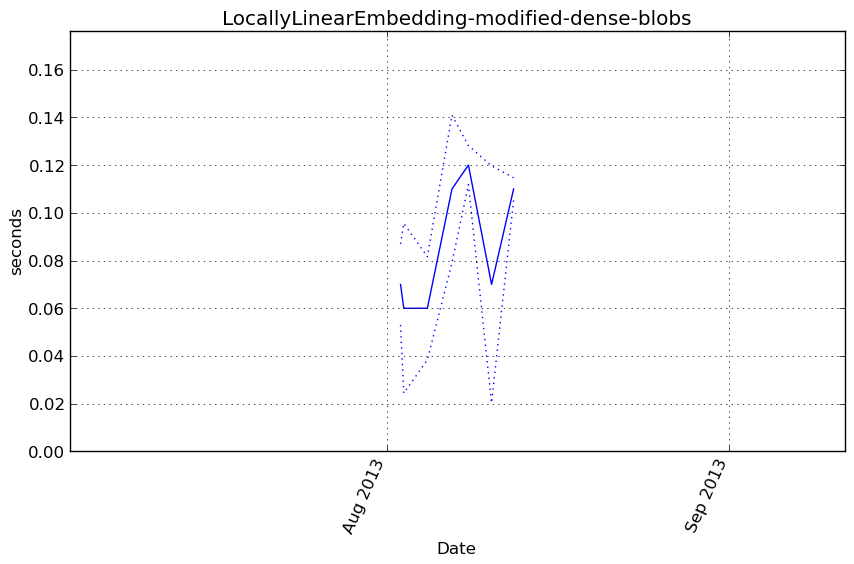 LocallyLinearEmbedding-modified-dense-blobs
0.16
0.14
0.12
0.10
0.08
0.06
0.04
0.02
0.00
seconds
Aug 2013
Sep 2013
Date